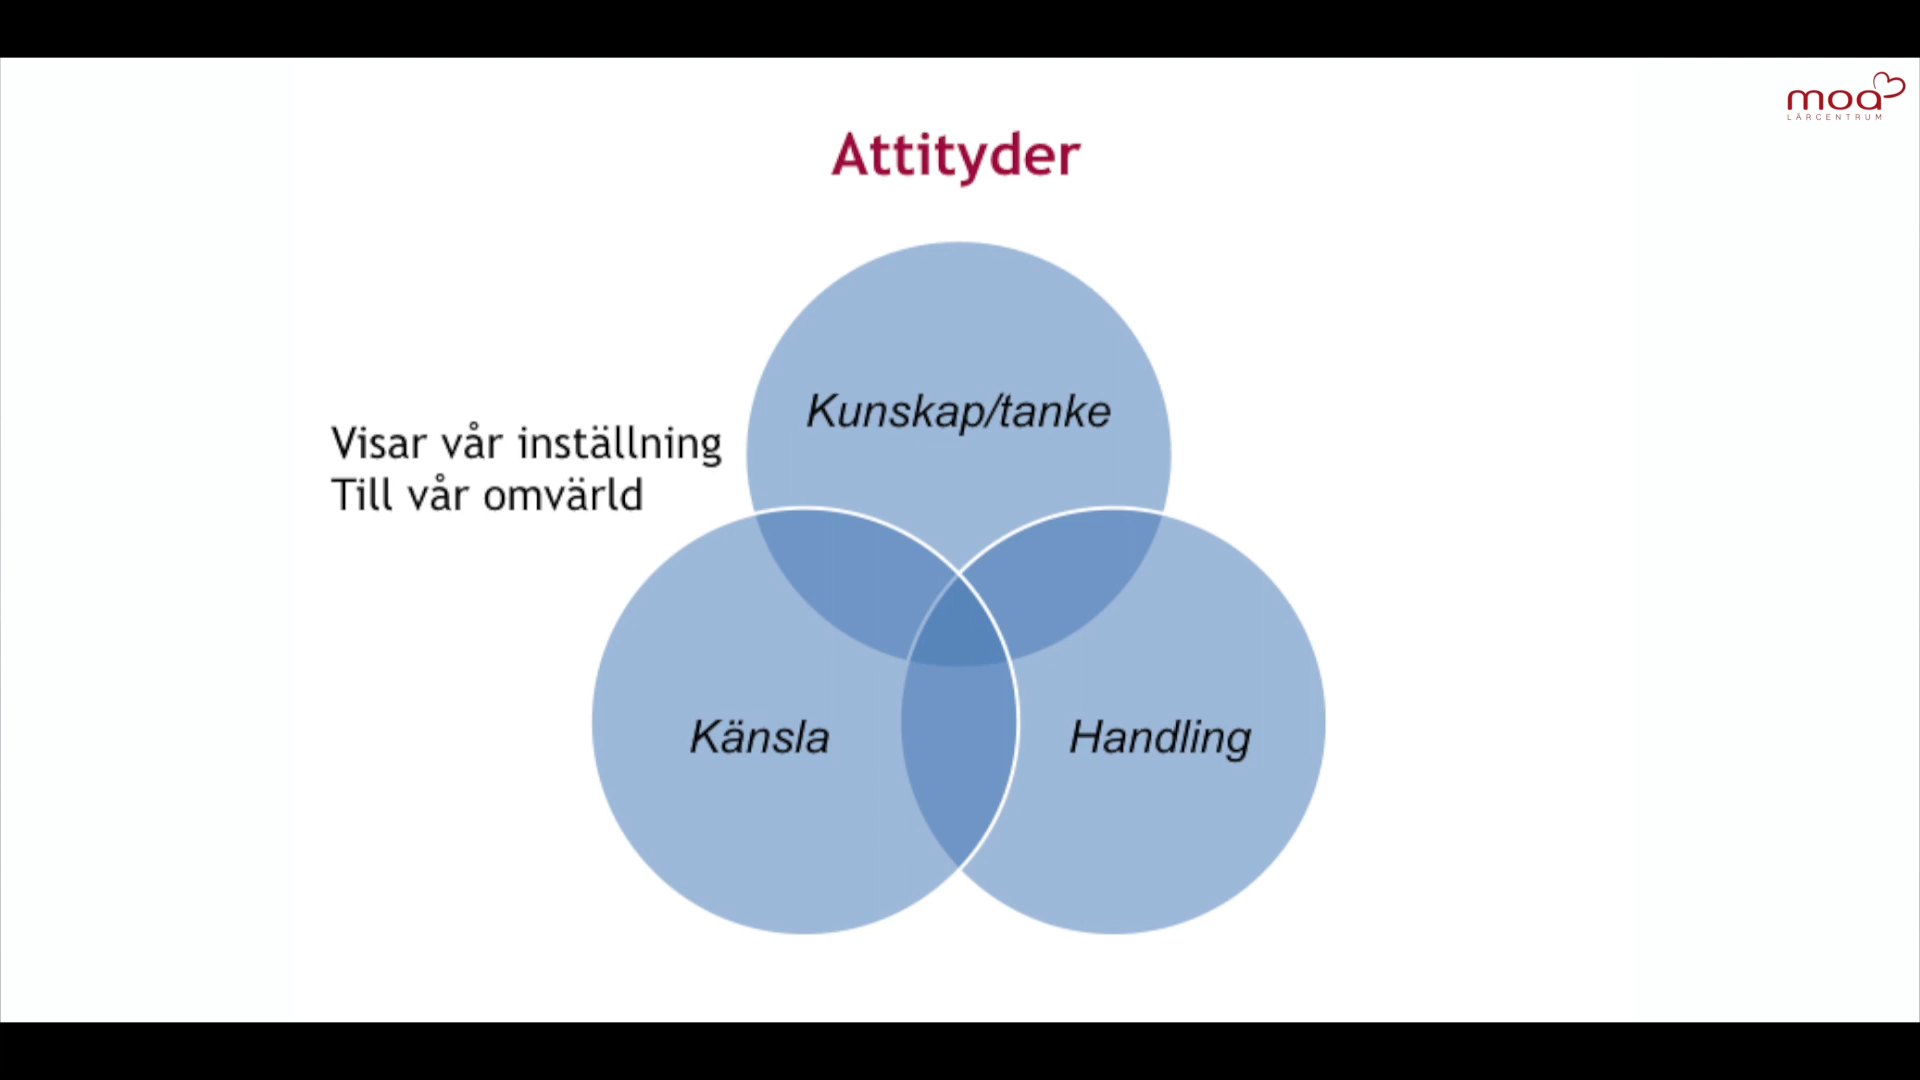 moa
LÄRCENTRUM
Attityder
Kunskap/tanke
Visar vår inställning
Till vår omvärld
Känsla
Handling